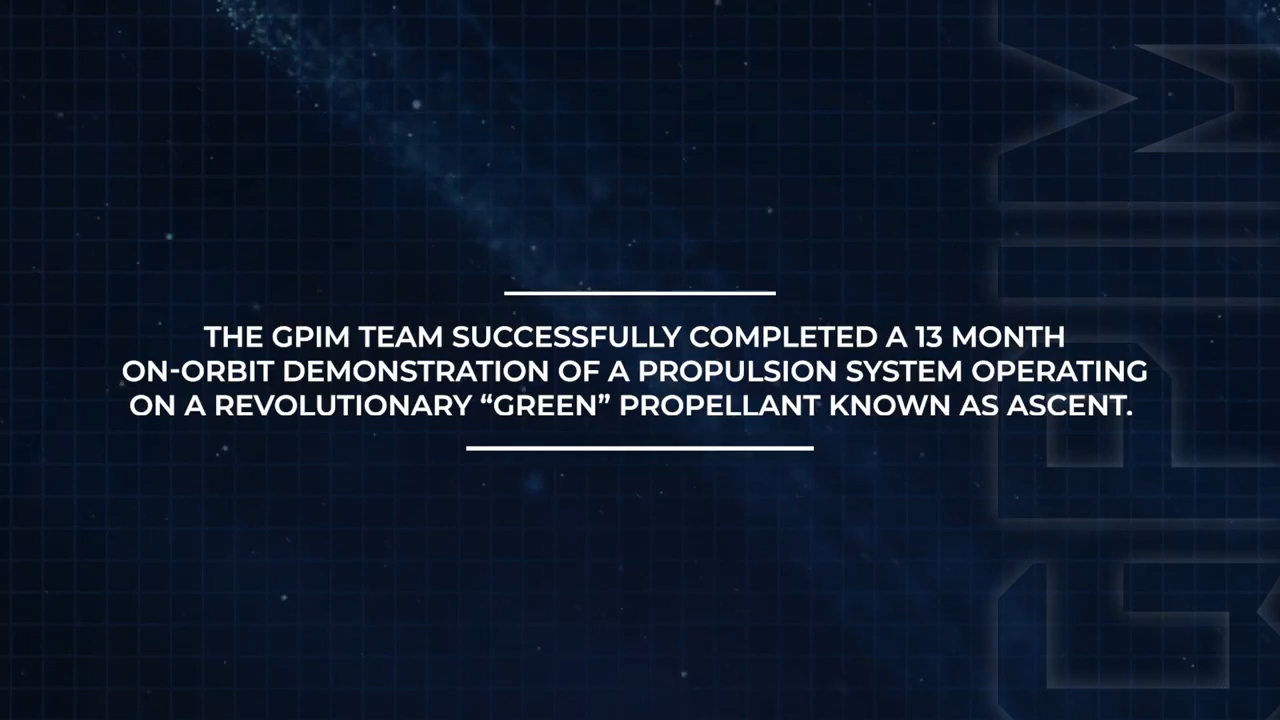 THE GPIM TEAM SUCCESSFULLY COMPLETED A 13 MONTH
ON-ORBIT DEMONSTRATION OF A PROPULSION SYSTEM OPERATING
ON A REVOLUTIONARY “GREEN” PROPELLANT KNOWN AS ASCENT.
GPIM